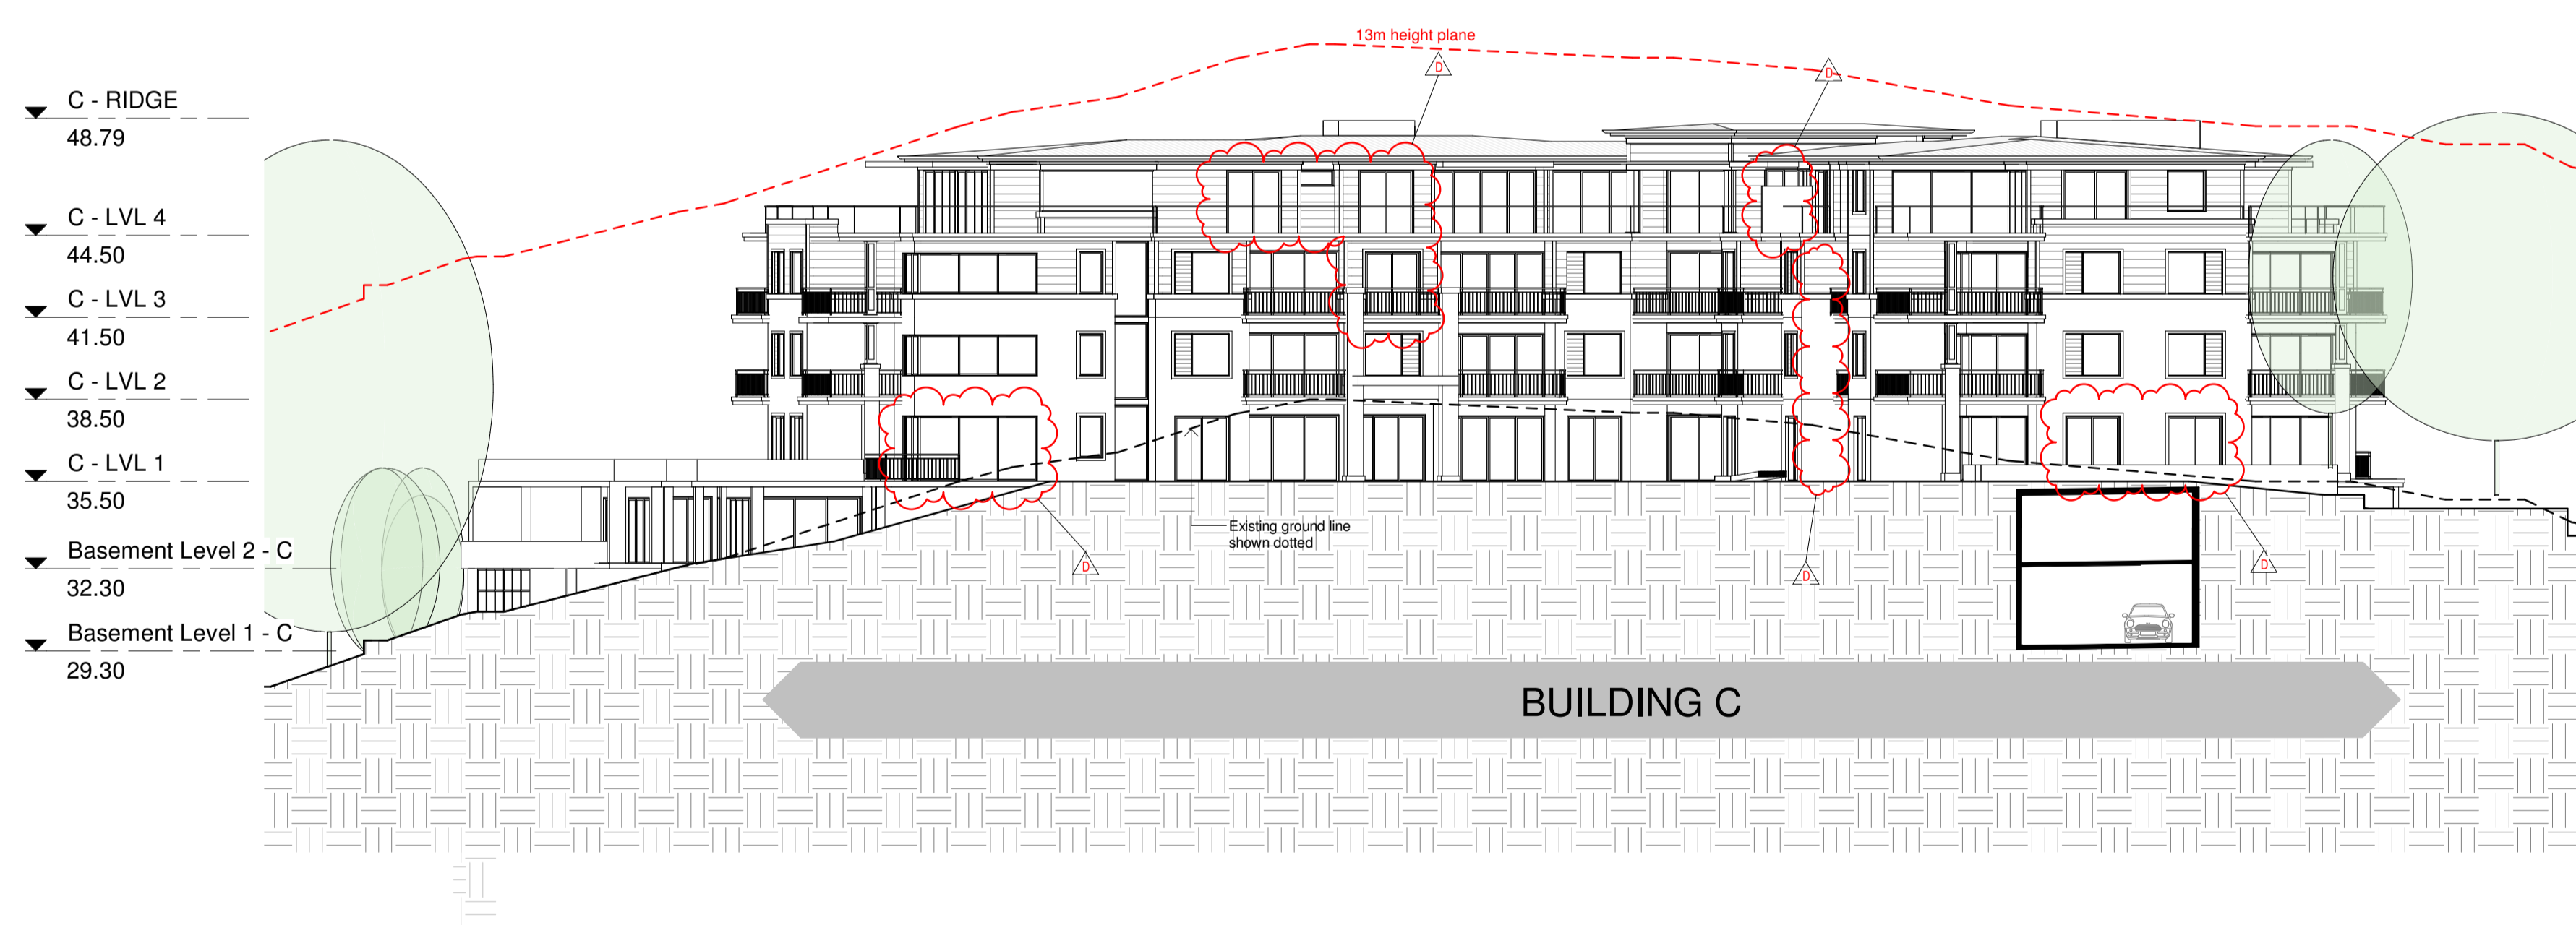 13m height plane
D
D
C - RIDGE
48.79
C - LVL 4
44.50
C - LVL 3
41.50
C - LVL 2
38.50
C - LVL 1
35.50
Existing ground line
shown dotted
Basement Level 2 - C
32.30
D
D
D
Basement Level 1 - C
29.30
BUILDING C